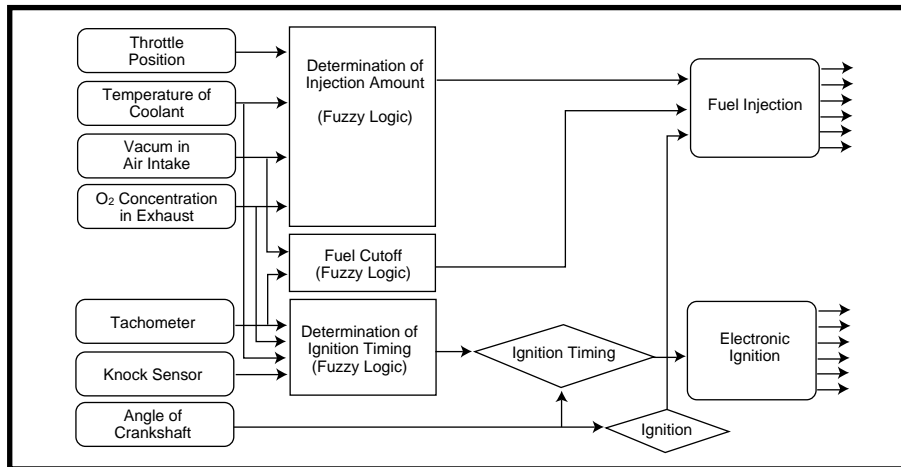 Throttle
Position
Temperature of
Coolant
Vacum in
Air Intake
O₂ Concentration
in Exhaust
Tachometer
Knock Sensor
Angle of
Crankshaft
Determination of
Injection Amount
(Fuzzy Logic)
Fuel Cutoff
(Fuzzy Logic)
Determination of
Ignition Timing
(Fuzzy Logic)
Ignition Timing
Ignition
Fuel Injection
Electronic
Ignition